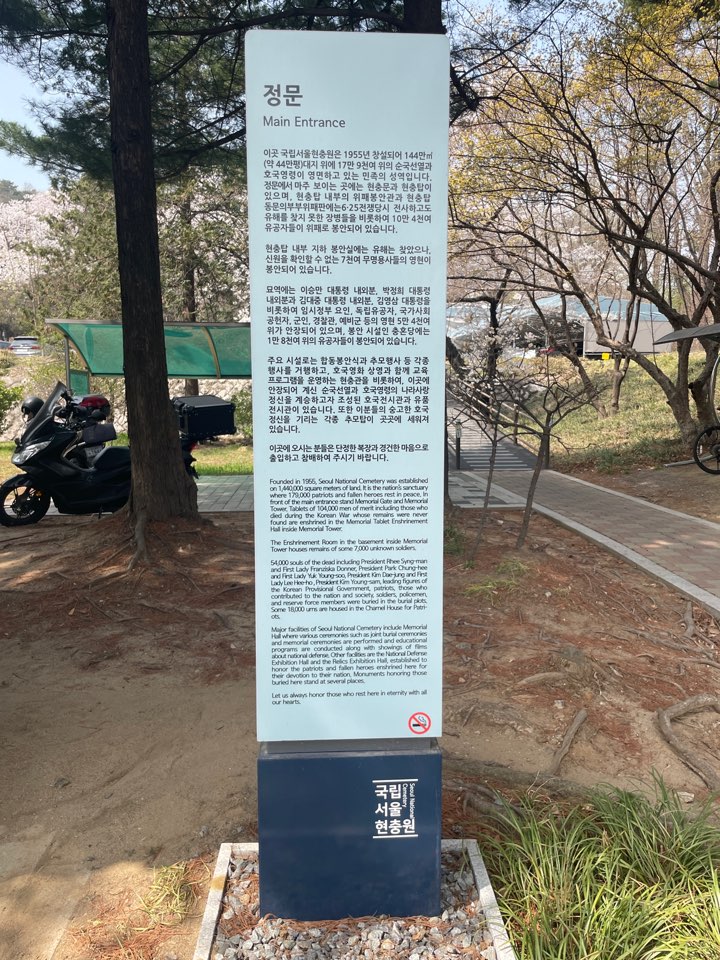 정문
Main Entrance
이곳 국립서울현충원은 1955년 창설되어 144만㎡
(약 44만평)대지 위에 17만 9천여 위의 순국선열과
호국영령이 영면하고 있는 민족의 성역입니다.
정문에서 마주 보이는 곳에는 현충문과 현충탑이
있으며, 현충탑 내부의 위패봉안관과 현충탑
동문의부부위패판에는6·25전쟁당시 전사하고도
유해를 찾지 못한 장병들을 비롯하여 10만 4천여
유공자들이 위패로 봉안되어 있습니다.
현충탑 내부 지하 봉안실에는 유해는 찾았으나,
신원을 확인할 수 없는 7천여 무명용사들의 영현이
봉안되어 있습니다.
묘역에는 이승만 대통령 내외분, 박정희 대통령
내외분과 김대중 대통령 내외분, 김영삼 대통령을
비롯하여 임시정부 요인, 독립유공자, 국가사회
공헌자, 군인, 경찰관, 예비군 등의 영현 5만 4천여
위가 안장되어 있으며, 봉안 시설인 충혼당에는
1만 8천여 위의 유공자들이 봉안되어 있습니다.
주요 시설로는 합동봉안식과 추모행사 등 각종
행사를 거행하고, 호국영화 상영과 함께 교육
프로그램을 운영하는 현충관을 비롯하여, 이곳에
안장되어 계신 순국선열과 호국영령의 나라사랑
정신을 계승하고자 조성된 호국전시관과 유품
전시관이 있습니다. 또한 이분들의 숭고한 호국
정신을 기리는 각종 추모탑이 곳곳에 세워져
있습니다.
이곳에 오시는 분들은 단정한 복장과 경건한 마음으로
출입하고 참배하여 주시기 바랍니다.
Founded in 1955, Seoul National Cemetery was established
on 1,440,000 square meters of land. It is the nation's sanctuary
where 179,000 patriots and fallen heroes rest in peace. In
front of the main entrance stand Memorial Gate and Memorial
Tower. Tablets of 104,000 men of merit including those who
died during the Korean War whose remains were never
found are enshrined in the Memorial Tablet Enshrinement
Hall inside Memorial Tower.
The Enshrinement Room in the basement inside Memorial
Tower houses remains of some 7,000 unknown soldiers.
54,000 souls of the dead including President Rhee Syng-man
and First Lady Franziska Donner, President Park Chung-hee
and First Lady Yuk Young-soo, President Kim Dae-jung and First
Lady Lee Hee-ho, President Kim Young-sam, leading figures of
the Korean Provisional Government, patriots, those who
contributed to the nation and society, soldiers, policemen,
and reserve force members were buried in the burial plots.
Some 18,000 urns are housed in the Charnel House for Patri-
ots.
Major facilities of Seoul National Cemetery include Memorial
Hall where various ceremonies such as joint burial ceremonies
and memorial ceremonies are performed and educational
programs are conducted along with showings of films
about national defense. Other facilities are the National Defense
Exhibition Hall and the Relics Exhibition Hall, established to
honor the patriots and fallen heroes enshrined here for
their devotion to their nation. Monuments honoring those
buried here stand at several places.
Let us always honor those who rest here in eternity with all
our hearts.
국립
서울
현충원
Seoul National
Cemetery